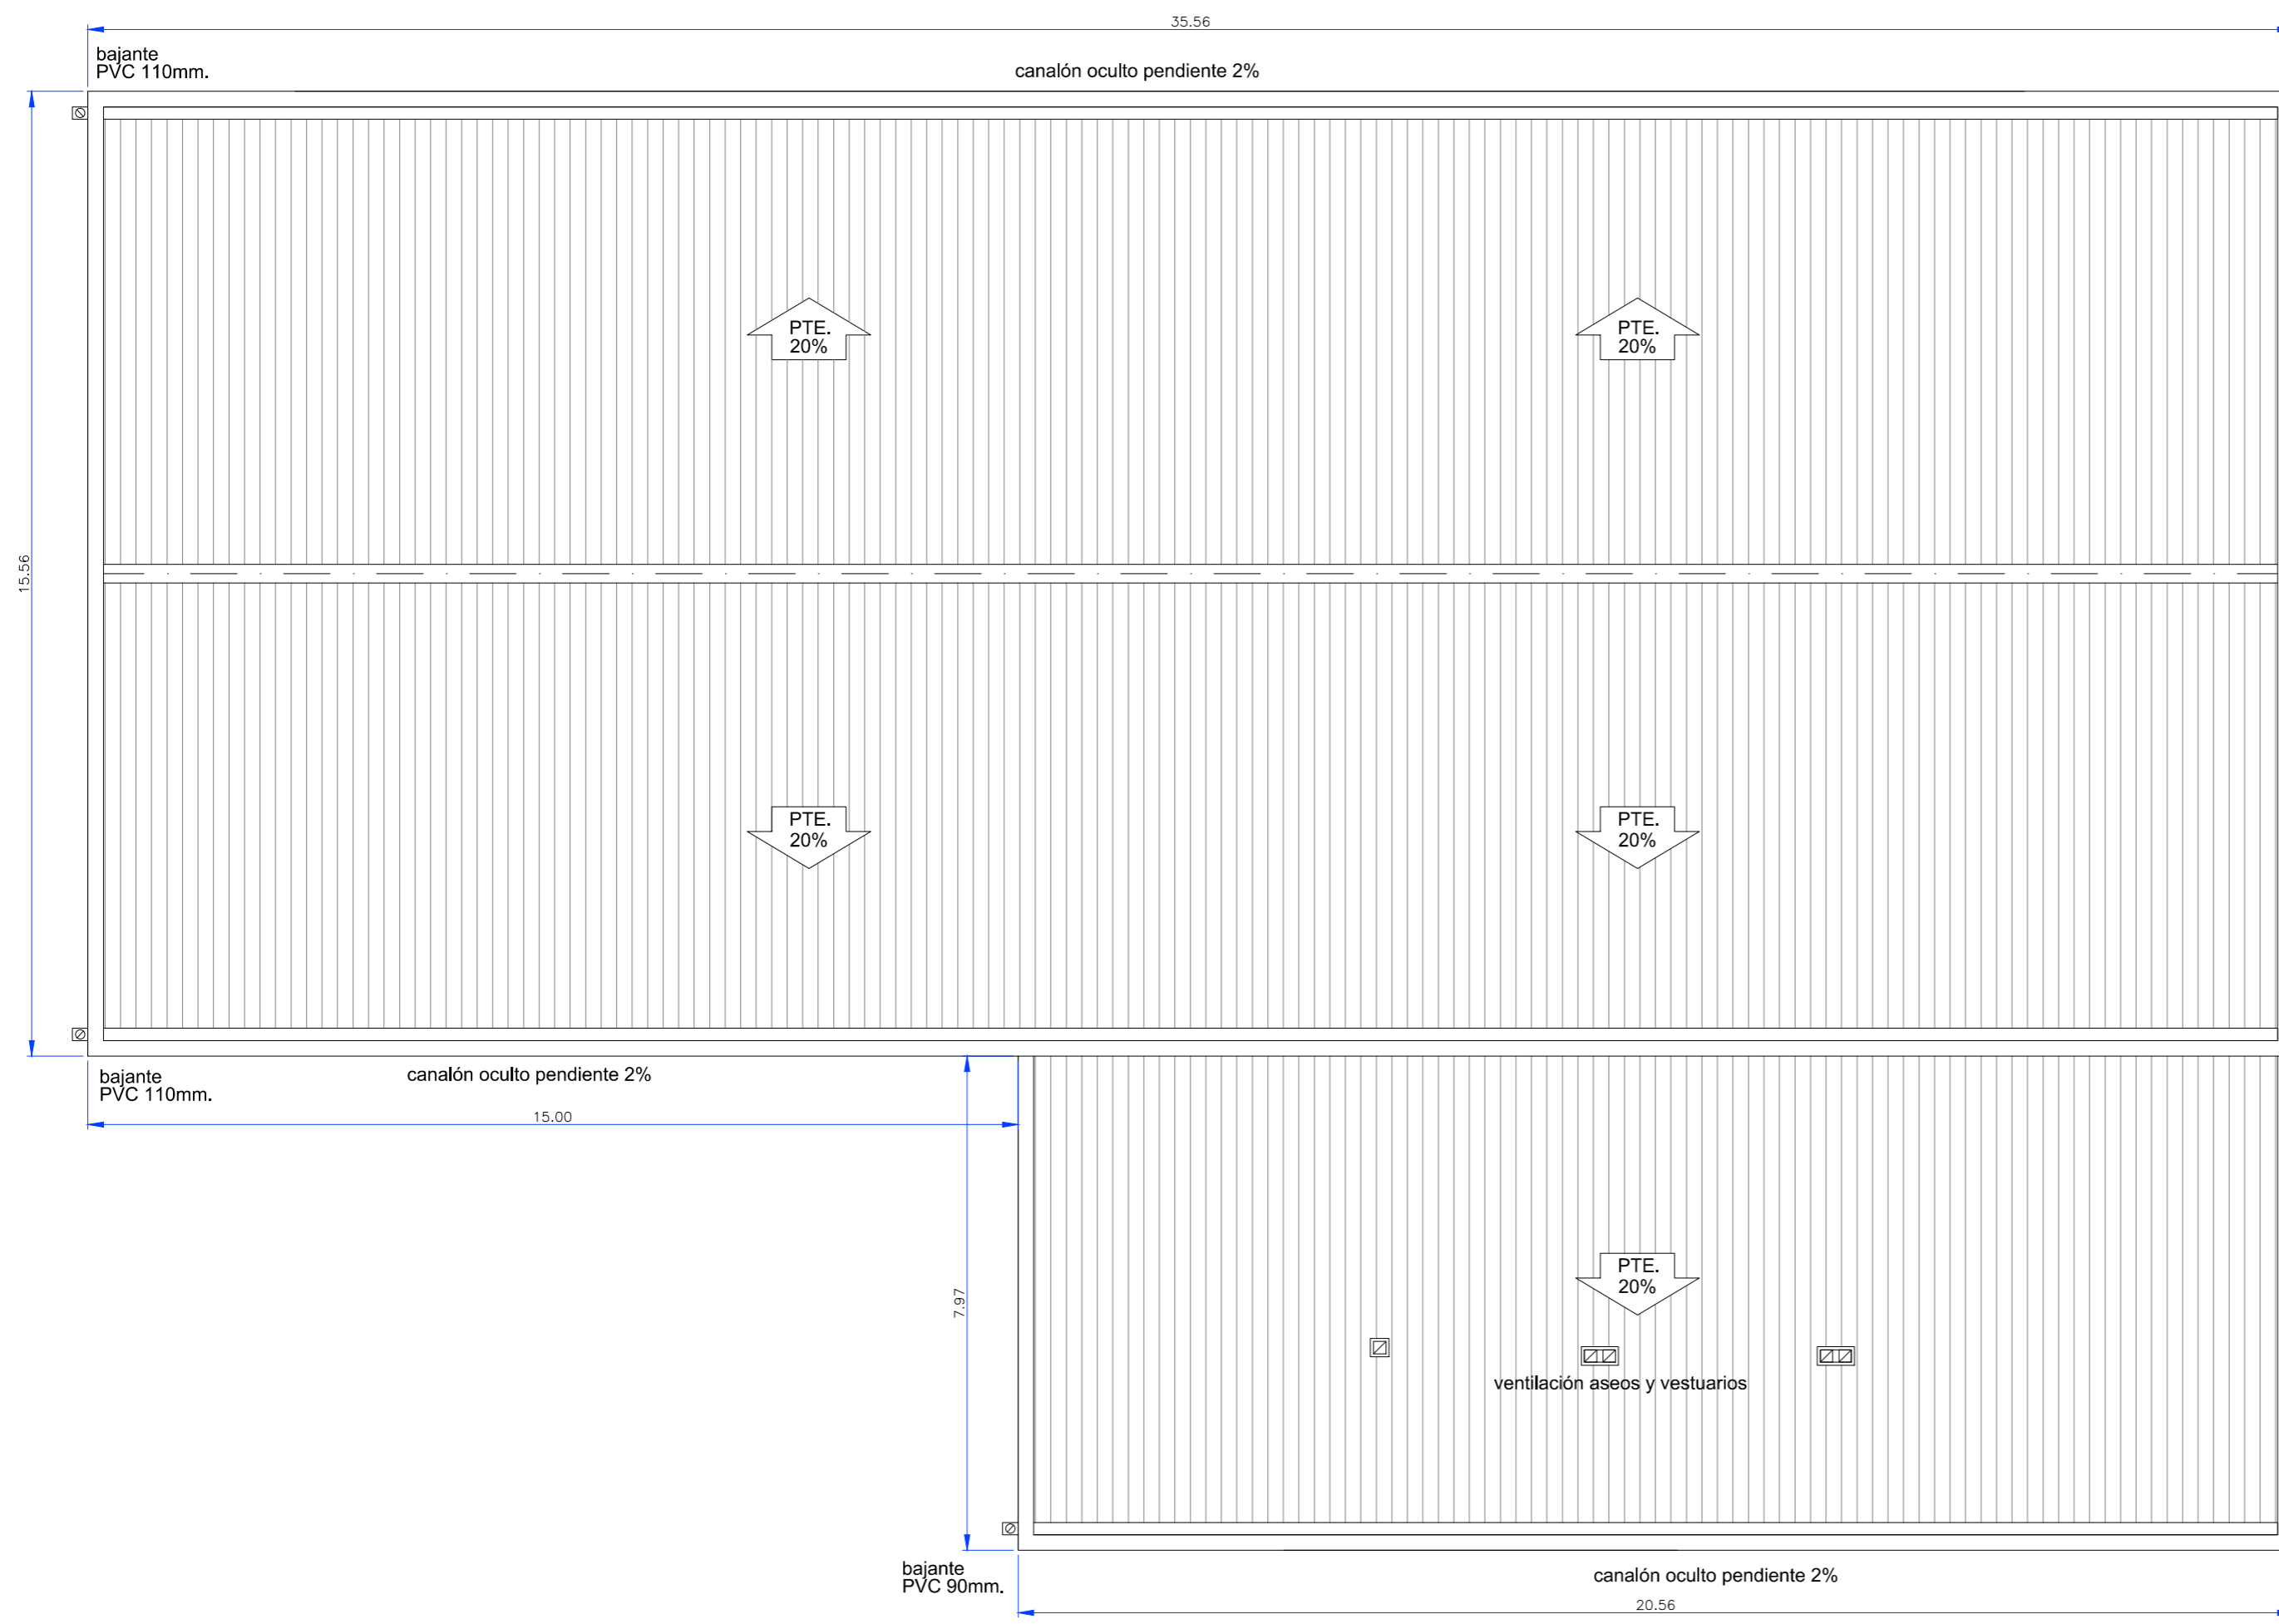 35.56
bajante
PVC 110mm.
canalón oculto pendiente 2%
PTE.
20%
PTE.
20%
15.56
PTE.
20%
PTE.
20%
bajante
PVC 110mm.
canalón oculto pendiente 2%
15.00
PTE.
20%
7.97
ventilación aseos y vestuarios
bajante
PVC 90mm.
canalón oculto pendiente 2%
20.56